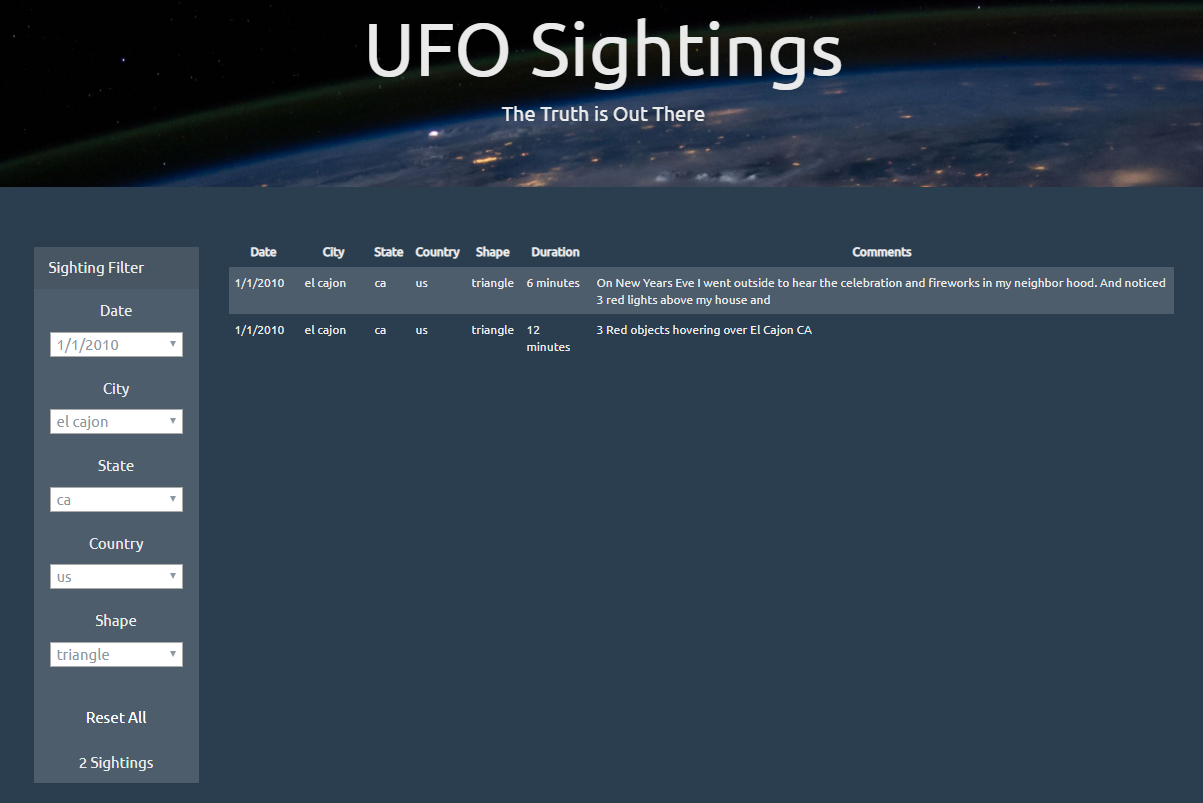 UFO Sightings
The Truth is Out There
Sighting Filter
Date
1/1/2010
City
el cajon
State
ca
Country
us
Shape
triangle
Reset All
2 Sightings
Date City State Country Shape Duration Comments
1/1/2010 el cajon ca us triangle 6 minutes On New Years Eve I went outside to hear the celebration and fireworks in my neighbor hood. And noticed
3 red lights above my house and
1/1/2010 el cajon ca us triangle 12 3 Red objects hovering over El Cajon CA
minutes